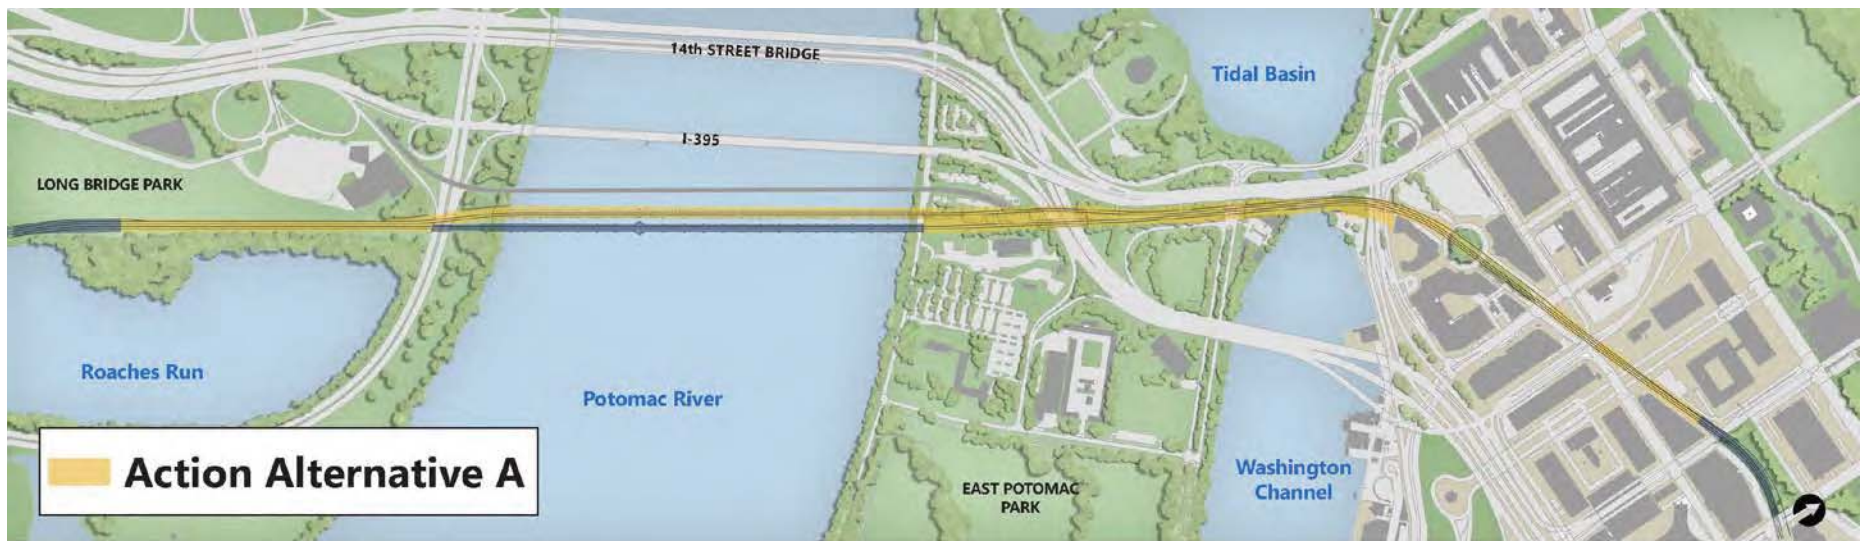 14th STREET BRIDGE
Tidal Basin
I-395
LONG BRIDGE PARK
Roaches Run
Potomac River
Action Alternative A
EAST POTOMAC
PARK
Washington
Channel